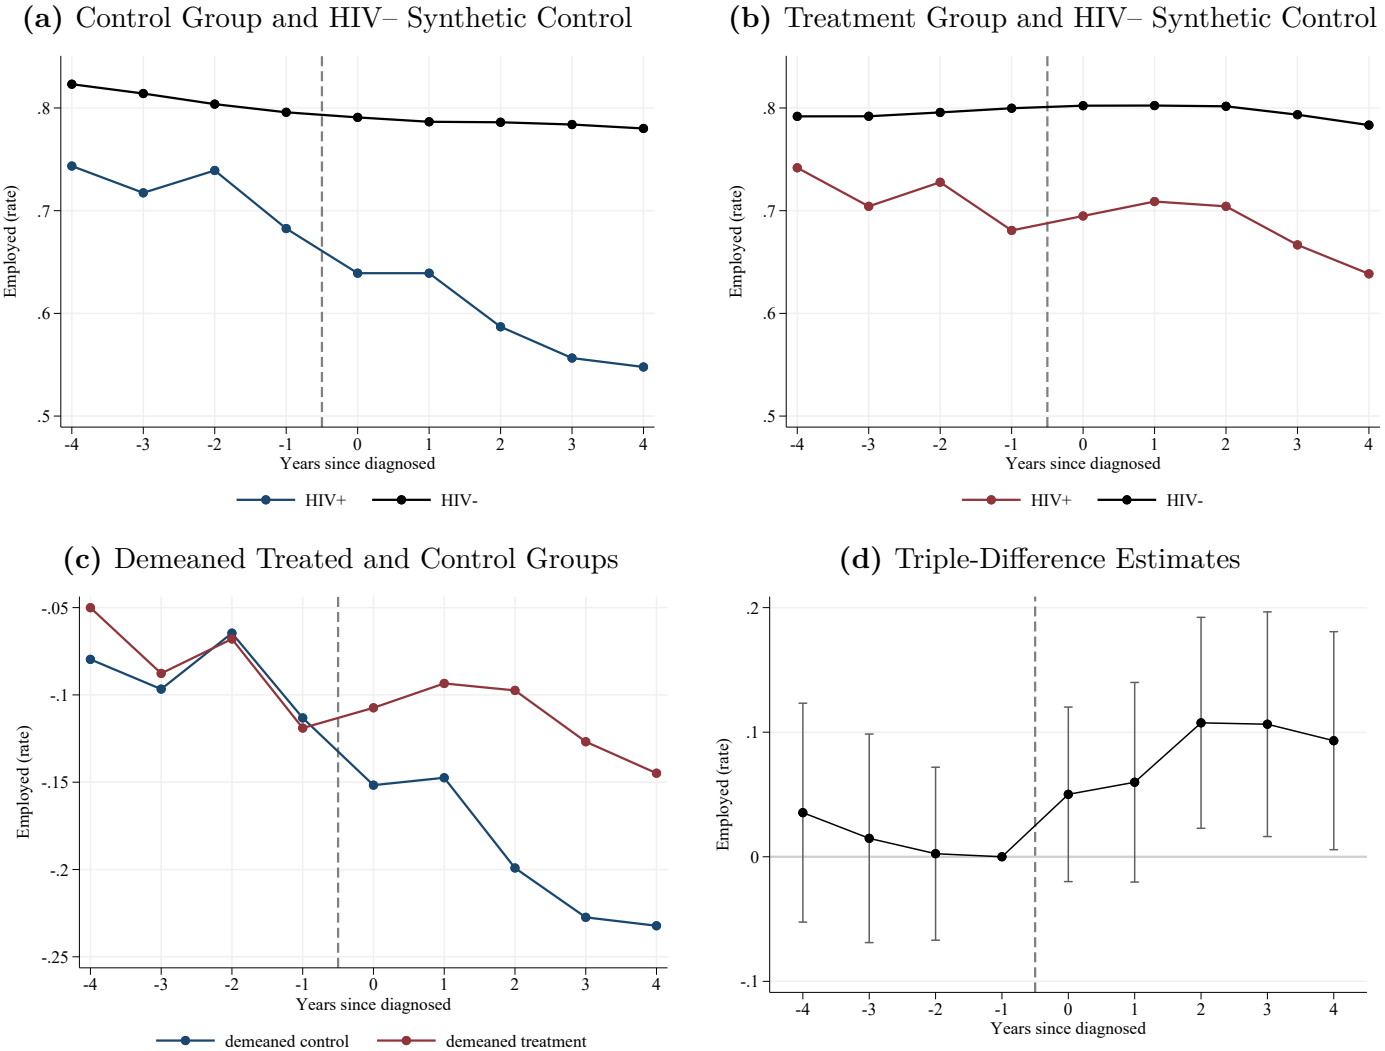 (a) Control Group and HIV– Synthetic Control
Employed (rate)
.8
.7
.6
.5
-4 -3 -2 -1 0 1 2 3 4
Years since diagnosed
HIV+ HIV-
(b) Treatment Group and HIV– Synthetic Control
Employed (rate)
.8
.7
.6
.5
-4 -3 -2 -1 0 1 2 3 4
Years since diagnosed
HIV+ HIV-
(c) Demeaned Treated and Control Groups
Employed (rate)
-.05
-.1
-.15
-.2
-.25
-4 -3 -2 -1 0 1 2 3 4
Years since diagnosed
demeaned control demeaned treatment
(d) Triple-Difference Estimates
Employed (rate)
.2
.1
0
-.1
-4 -3 -2 -1 0 1 2 3 4
Years since diagnosed